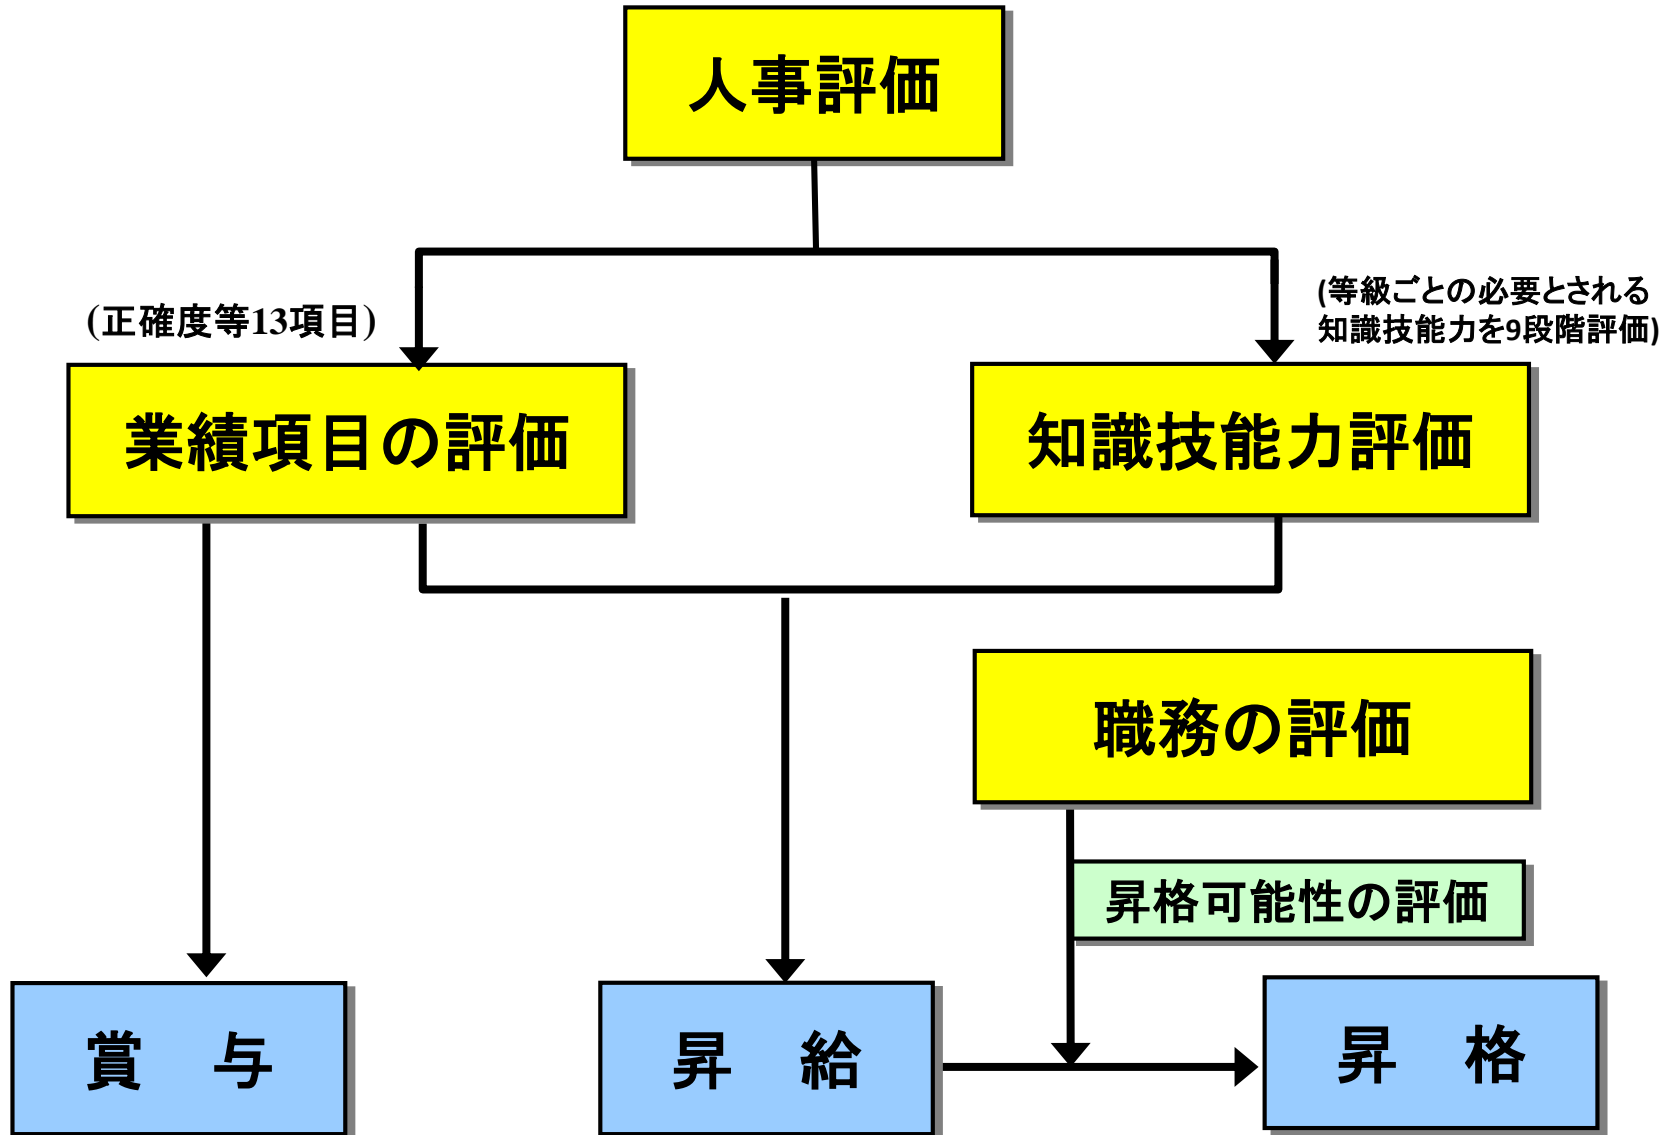 人事評価
(正確度等13項目)
(等級ごとの必要とされる
知識技能力を9段階評価)
業績項目の評価
知識技能力評価
職務の評価
昇格可能性の評価
賞　与
昇　給
昇　格